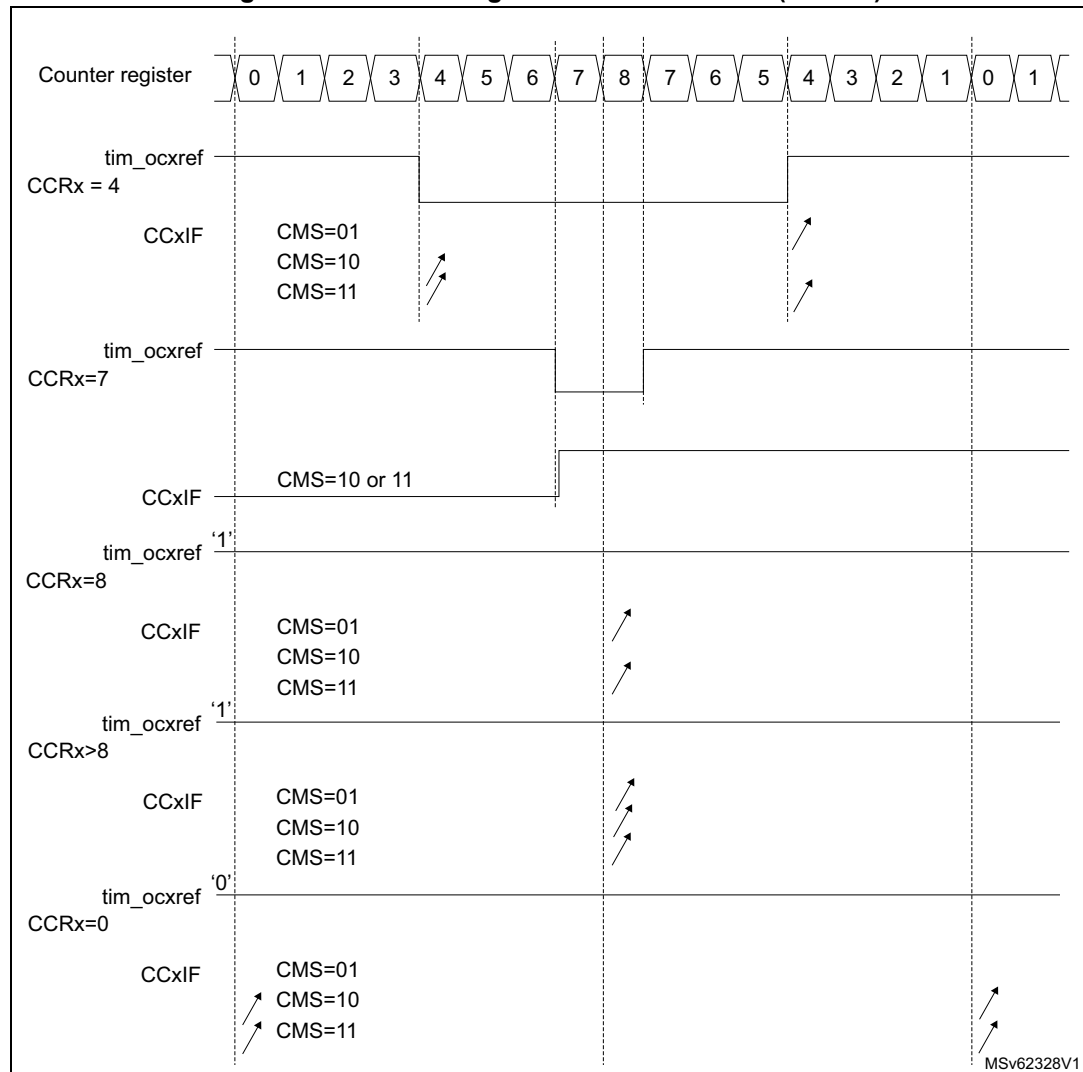 Counter register 0 1 2 3 4 5 6 7 8 7 6 5 4 3 2 1 0 1
tim_ocxref
CCRx = 4
CCxIF CMS=01
CMS=10
CMS=11
tim_ocxref
CCRx=7
CMS=10 or 11
CCxIF
tim_ocxref '1'
CCRx=8
CCxIF CMS=01
CMS=10
CMS=11
tim_ocxref '1'
CCRx>8
CCxIF CMS=01
CMS=10
CMS=11
tim_ocxref '0'
CCRx=0
CCxIF CMS=01
CMS=10
CMS=11
MSv62328V1